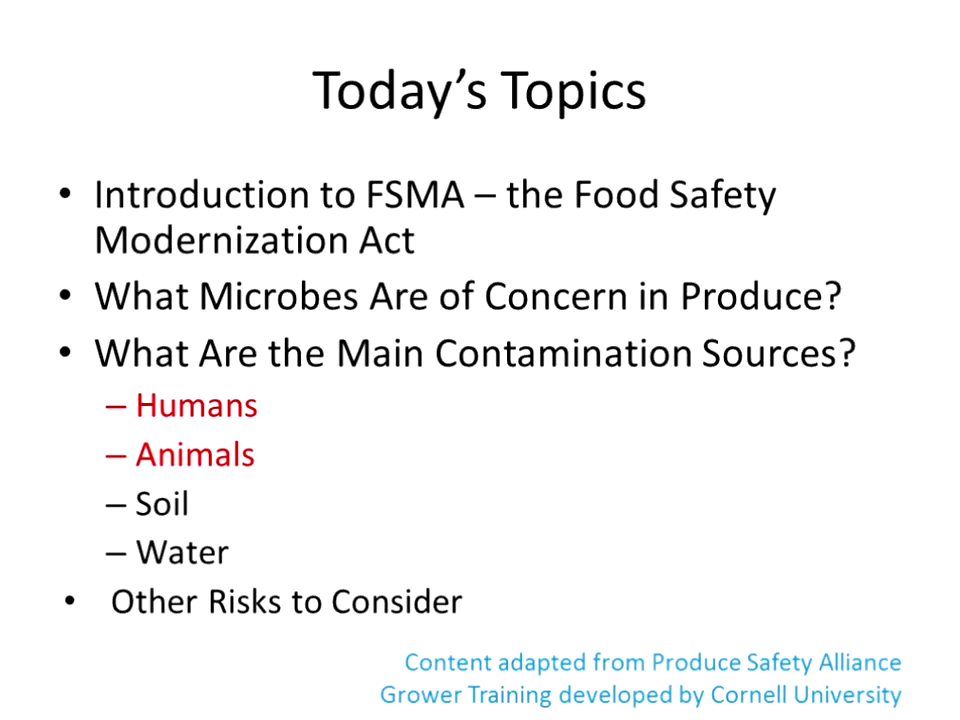 Today's Topics
• Introduction to FSMA – the Food Safety
Modernization Act
• What Microbes Are of Concern in Produce?
• What Are the Main Contamination Sources?
– Humans
– Animals
– Soil
– Water
• Other Risks to Consider
Content adapted from Produce Safety Alliance
Grower Training developed by Cornell University